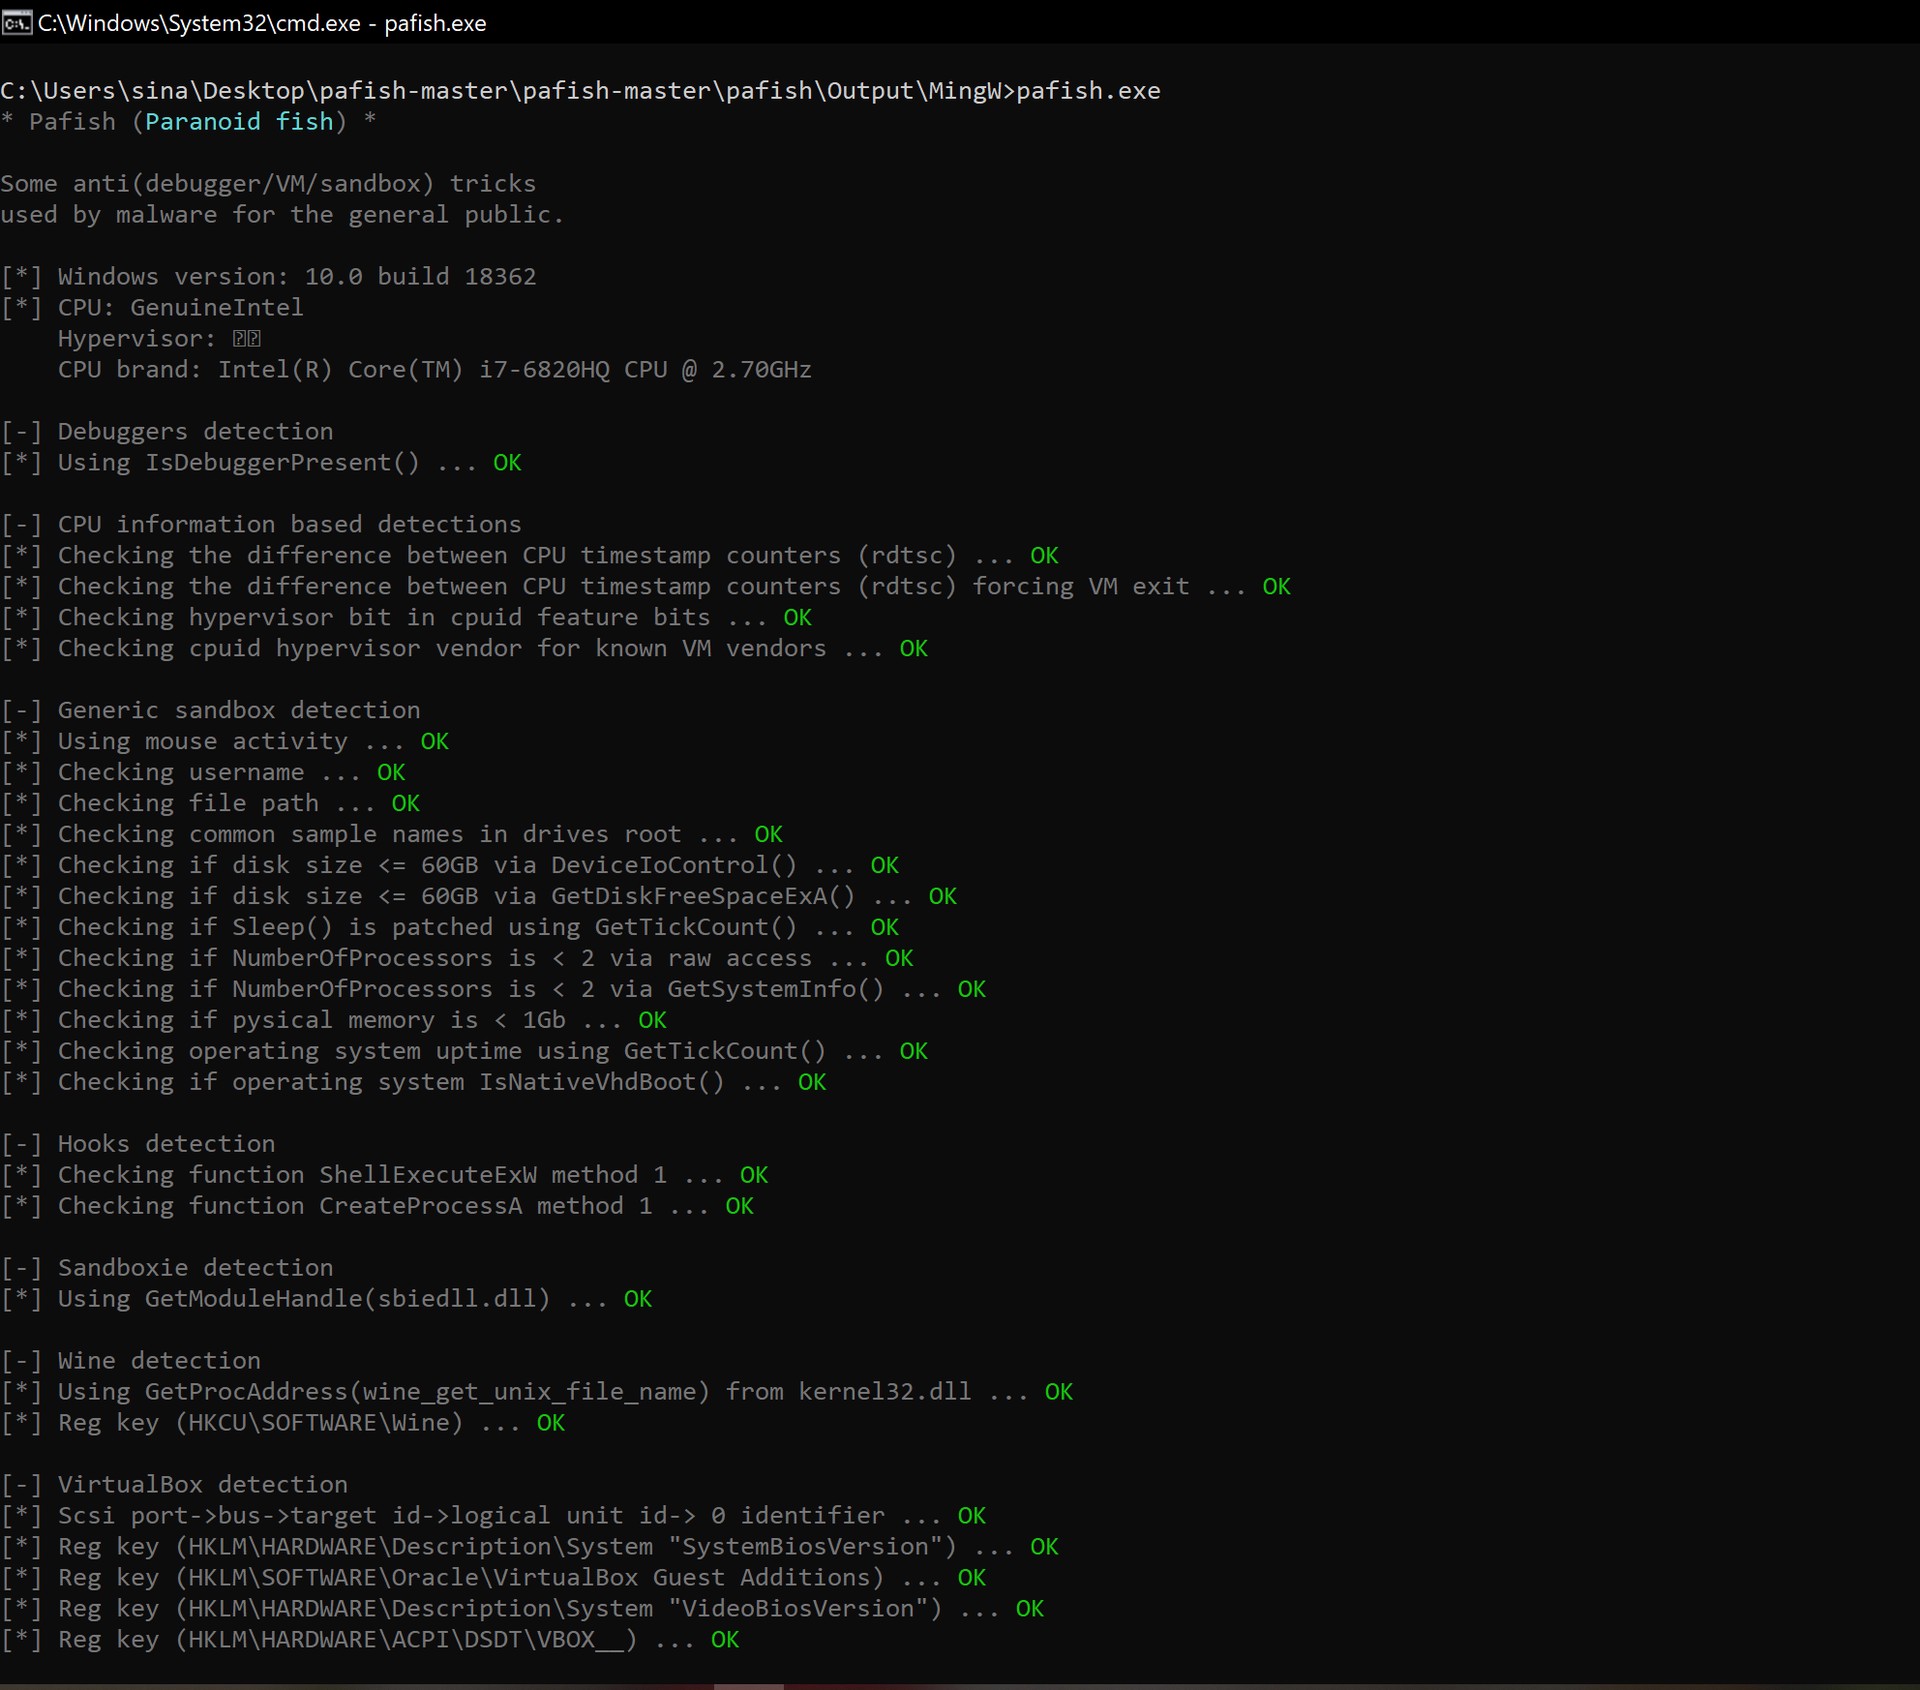 C:\Windows\System32\cmd.exe - pafish.exe
C:\Users\sina\Desktop\pafish-master\pafish-master\pafish\Output\MingW>pafish.exe
* Pafish (Paranoid fish) *
Some anti(debugger/VM/sandbox) tricks
used by malware for the general public.
[*] Windows version: 10.0 build 18362
[*] CPU: GenuineIntel
Hypervisor:
CPU brand: Intel(R) Core(TM) i7-6820HQ CPU @ 2.70GHz
[-] Debuggers detection
[*] Using IsDebuggerPresent() ... OK
[-] CPU information based detections
[*] Checking the difference between CPU timestamp counters (rdtsc) ... OK
[*] Checking the difference between CPU timestamp counters (rdtsc) forcing VM exit ... OK
[*] Checking hypervisor bit in cpuid feature bits ... OK
[*] Checking cpuid hypervisor vendor for known VM vendors ... OK
[-] Generic sandbox detection
[*] Using mouse activity ... OK
[*] Checking username ... OK
[*] Checking file path ... OK
[*] Checking common sample names in drives root ... OK
[*] Checking if disk size <= 60GB via DeviceIoControl() ... OK
[*] Checking if disk size <= 60GB via GetDiskFreeSpaceExA() ... OK
[*] Checking if Sleep() is patched using GetTickCount() ... OK
[*] Checking if NumberOfProcessors is < 2 via raw access ... OK
[*] Checking if NumberOfProcessors is < 2 via GetSystemInfo() ... OK
[*] Checking if pysical memory is < 1Gb ... OK
[*] Checking operating system uptime using GetTickCount() ... OK
[*] Checking if operating system IsNativeVhdBoot() ... OK
[-] Hooks detection
[*] Checking function ShellExecuteExW method 1 ... OK
[*] Checking function CreateProcessA method 1 ... OK
[-] Sandboxie detection
[*] Using GetModuleHandle(sbiedll.dll) ... OK
[-] Wine detection
[*] Using GetProcAddress(wine_get_unix_file_name) from kernel32.dll ... OK
[*] Reg key (HKCU\SOFTWARE\Wine) ... OK
[-] VirtualBox detection
[*] Scsi port->bus->target id->logical unit id-> 0 identifier ... OK
[*] Reg key (HKLM\HARDWARE\Description\System "SystemBiosVersion") ... OK
[*] Reg key (HKLM\SOFTWARE\Oracle\VirtualBox Guest Additions) ... OK
[*] Reg key (HKLM\HARDWARE\Description\System "VideoBiosVersion") ... OK
[*] Reg key (HKLM\HARDWARE\ACPI\DSDT\VBOX__) ... OK